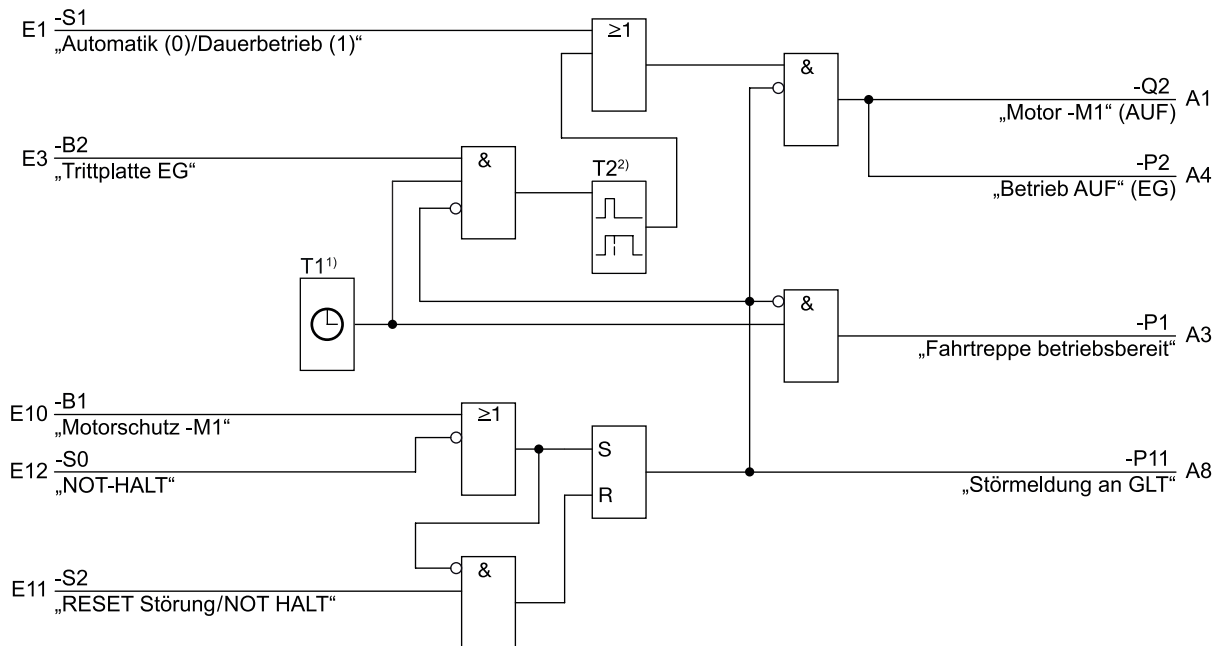 E1 -S1
„Automatik (0)/Dauerbetrieb (1)“
≥1
&
-Q2 A1
„Motor -M1“ (AUF)
E3 -B2
„Trittplatte EG“
&
T2²⁾
-P2 A4
„Betrieb AUF“ (EG)
T1¹⁾
&
-P1 A3
„Fahrtreppe betriebsbereit“
E10 -B1
„Motorschutz -M1“
≥1
E12 -S0
„NOT-HALT“
S
R
-P11 A8
„Störmeldung an GLT“
E11 -S2
„RESET Störung/NOT HALT“
&